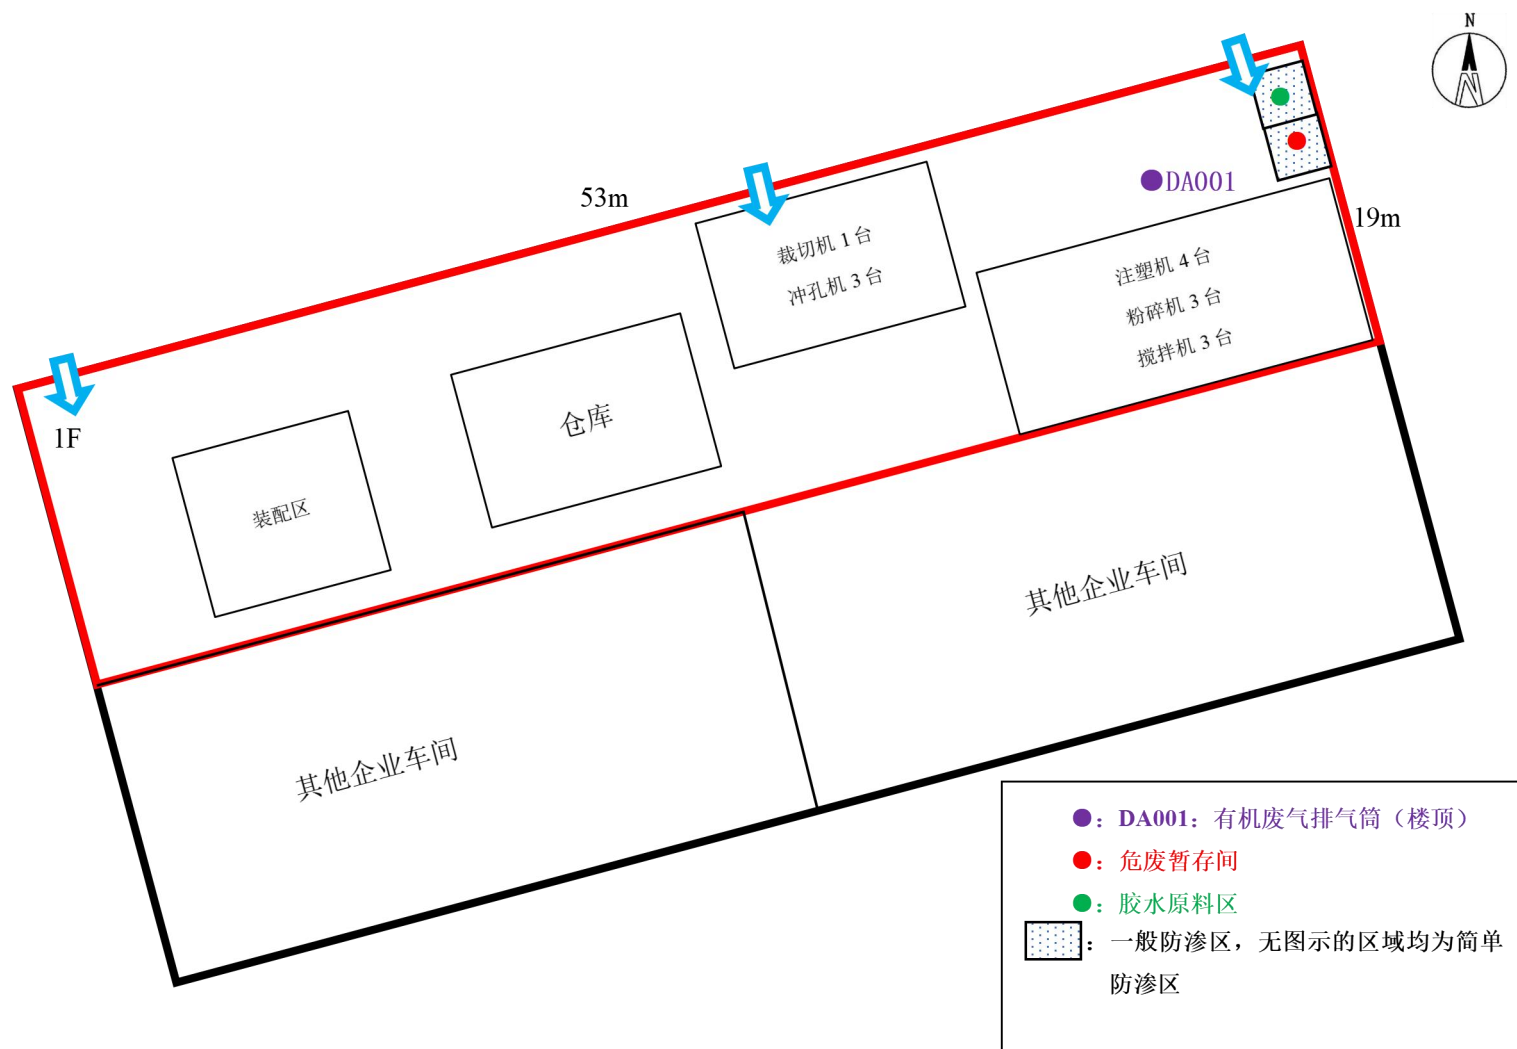 N
53m
DA001
19m
裁切机 1 台
冲孔机 3 台
注塑机 4 台
粉碎机 3 台
搅拌机 3 台
仓库
1F
装配区
其他企业车间
其他企业车间
：DA001：有机废气排气筒（楼顶）
：危废暂存间
：胶水原料区
：一般防渗区，无图示的区域均为简单
防渗区